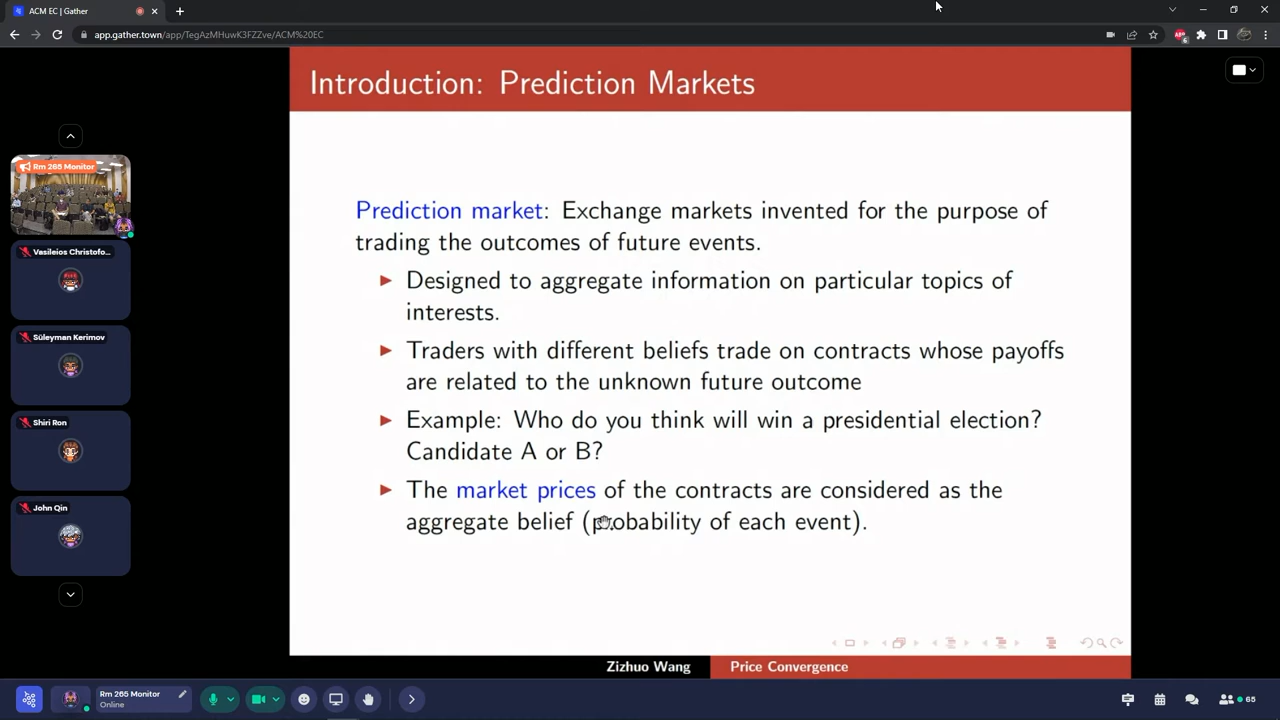 ACM EC | Gather
app.gather.town/app/TegAzMHuwK3FZZve/ACM%20EC
Introduction: Prediction Markets
Rm 265 Monitor
Vasileios Christofo...
Süleyman Kerimov
Shiri Ron
John Qin
Prediction market: Exchange markets invented for the purpose of
trading the outcomes of future events.
Designed to aggregate information on particular topics of
interests.
Traders with different beliefs trade on contracts whose payoffs
are related to the unknown future outcome
Example: Who do you think will win a presidential election?
Candidate A or B?
The market prices of the contracts are considered as the
aggregate belief (probability of each event).
Zizhuo Wang
Price Convergence
Rm 265 Monitor
Online
65